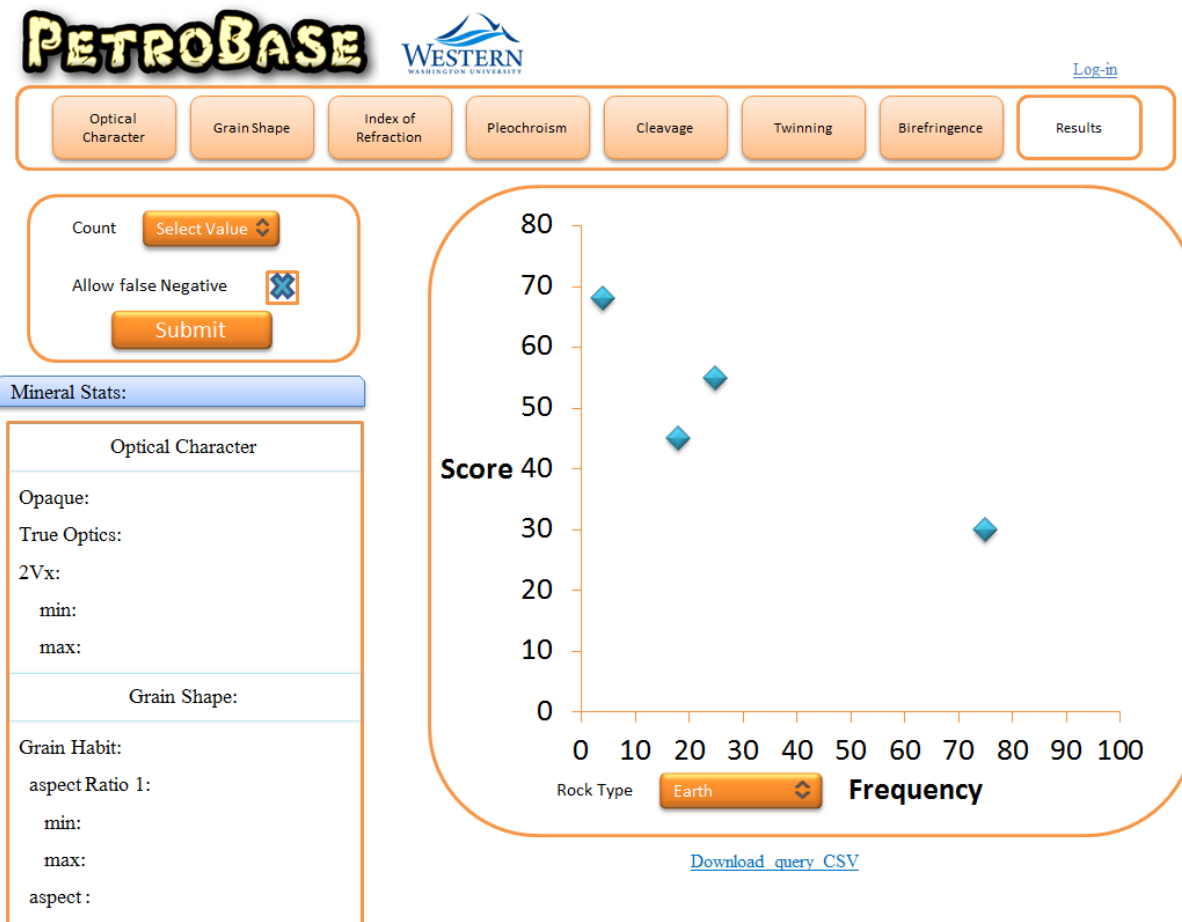 PETROBASE
WESTERN
WASHINGTON UNIVERSITY
Log-in
Optical
Character
Grain Shape
Index of
Refraction
Pleochroism
Cleavage
Twinning
Birefringence
Results
Count
Select Value
Allow false Negative
Submit
Mineral Stats:
Optical Character
Opaque:
True Optics:
2Vx:
min:
max:
Grain Shape:
Grain Habit:
aspect Ratio 1:
min:
max:
aspect :
80
70
60
50
Score 40
30
20
10
0
0 10 20 30 40 50 60 70 80 90 100
Rock Type Earth Frequency
Download query CSV